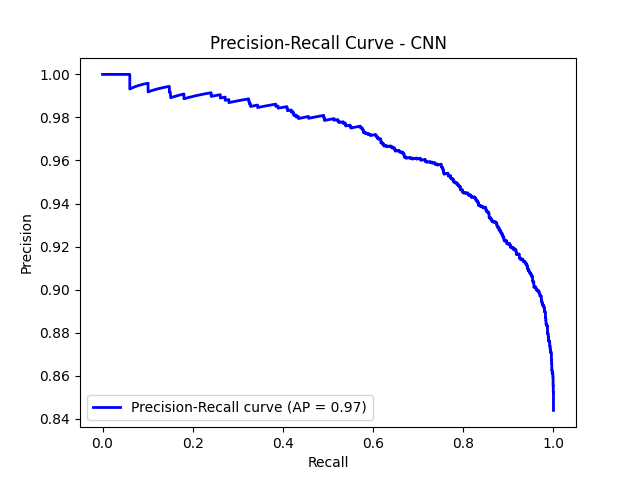 Precision-Recall Curve - CNN
Precision
1.00
0.98
0.96
0.94
0.92
0.90
0.88
0.86
0.84
Precision-Recall curve (AP = 0.97)
0.0 0.2 0.4 0.6 0.8 1.0
Recall